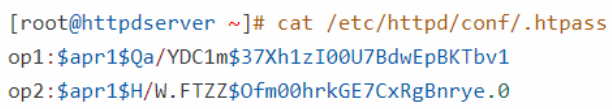 [root@httpdserver ~]# cat /etc/httpd/conf/.htpass
op1:$apr1$Qa/YDC1m$37Xh1zI00U7BdwEpBKTbv1
op2:$apr1$H/W.FTZZ$Ofm00hrkGE7CxRgBnrye.0